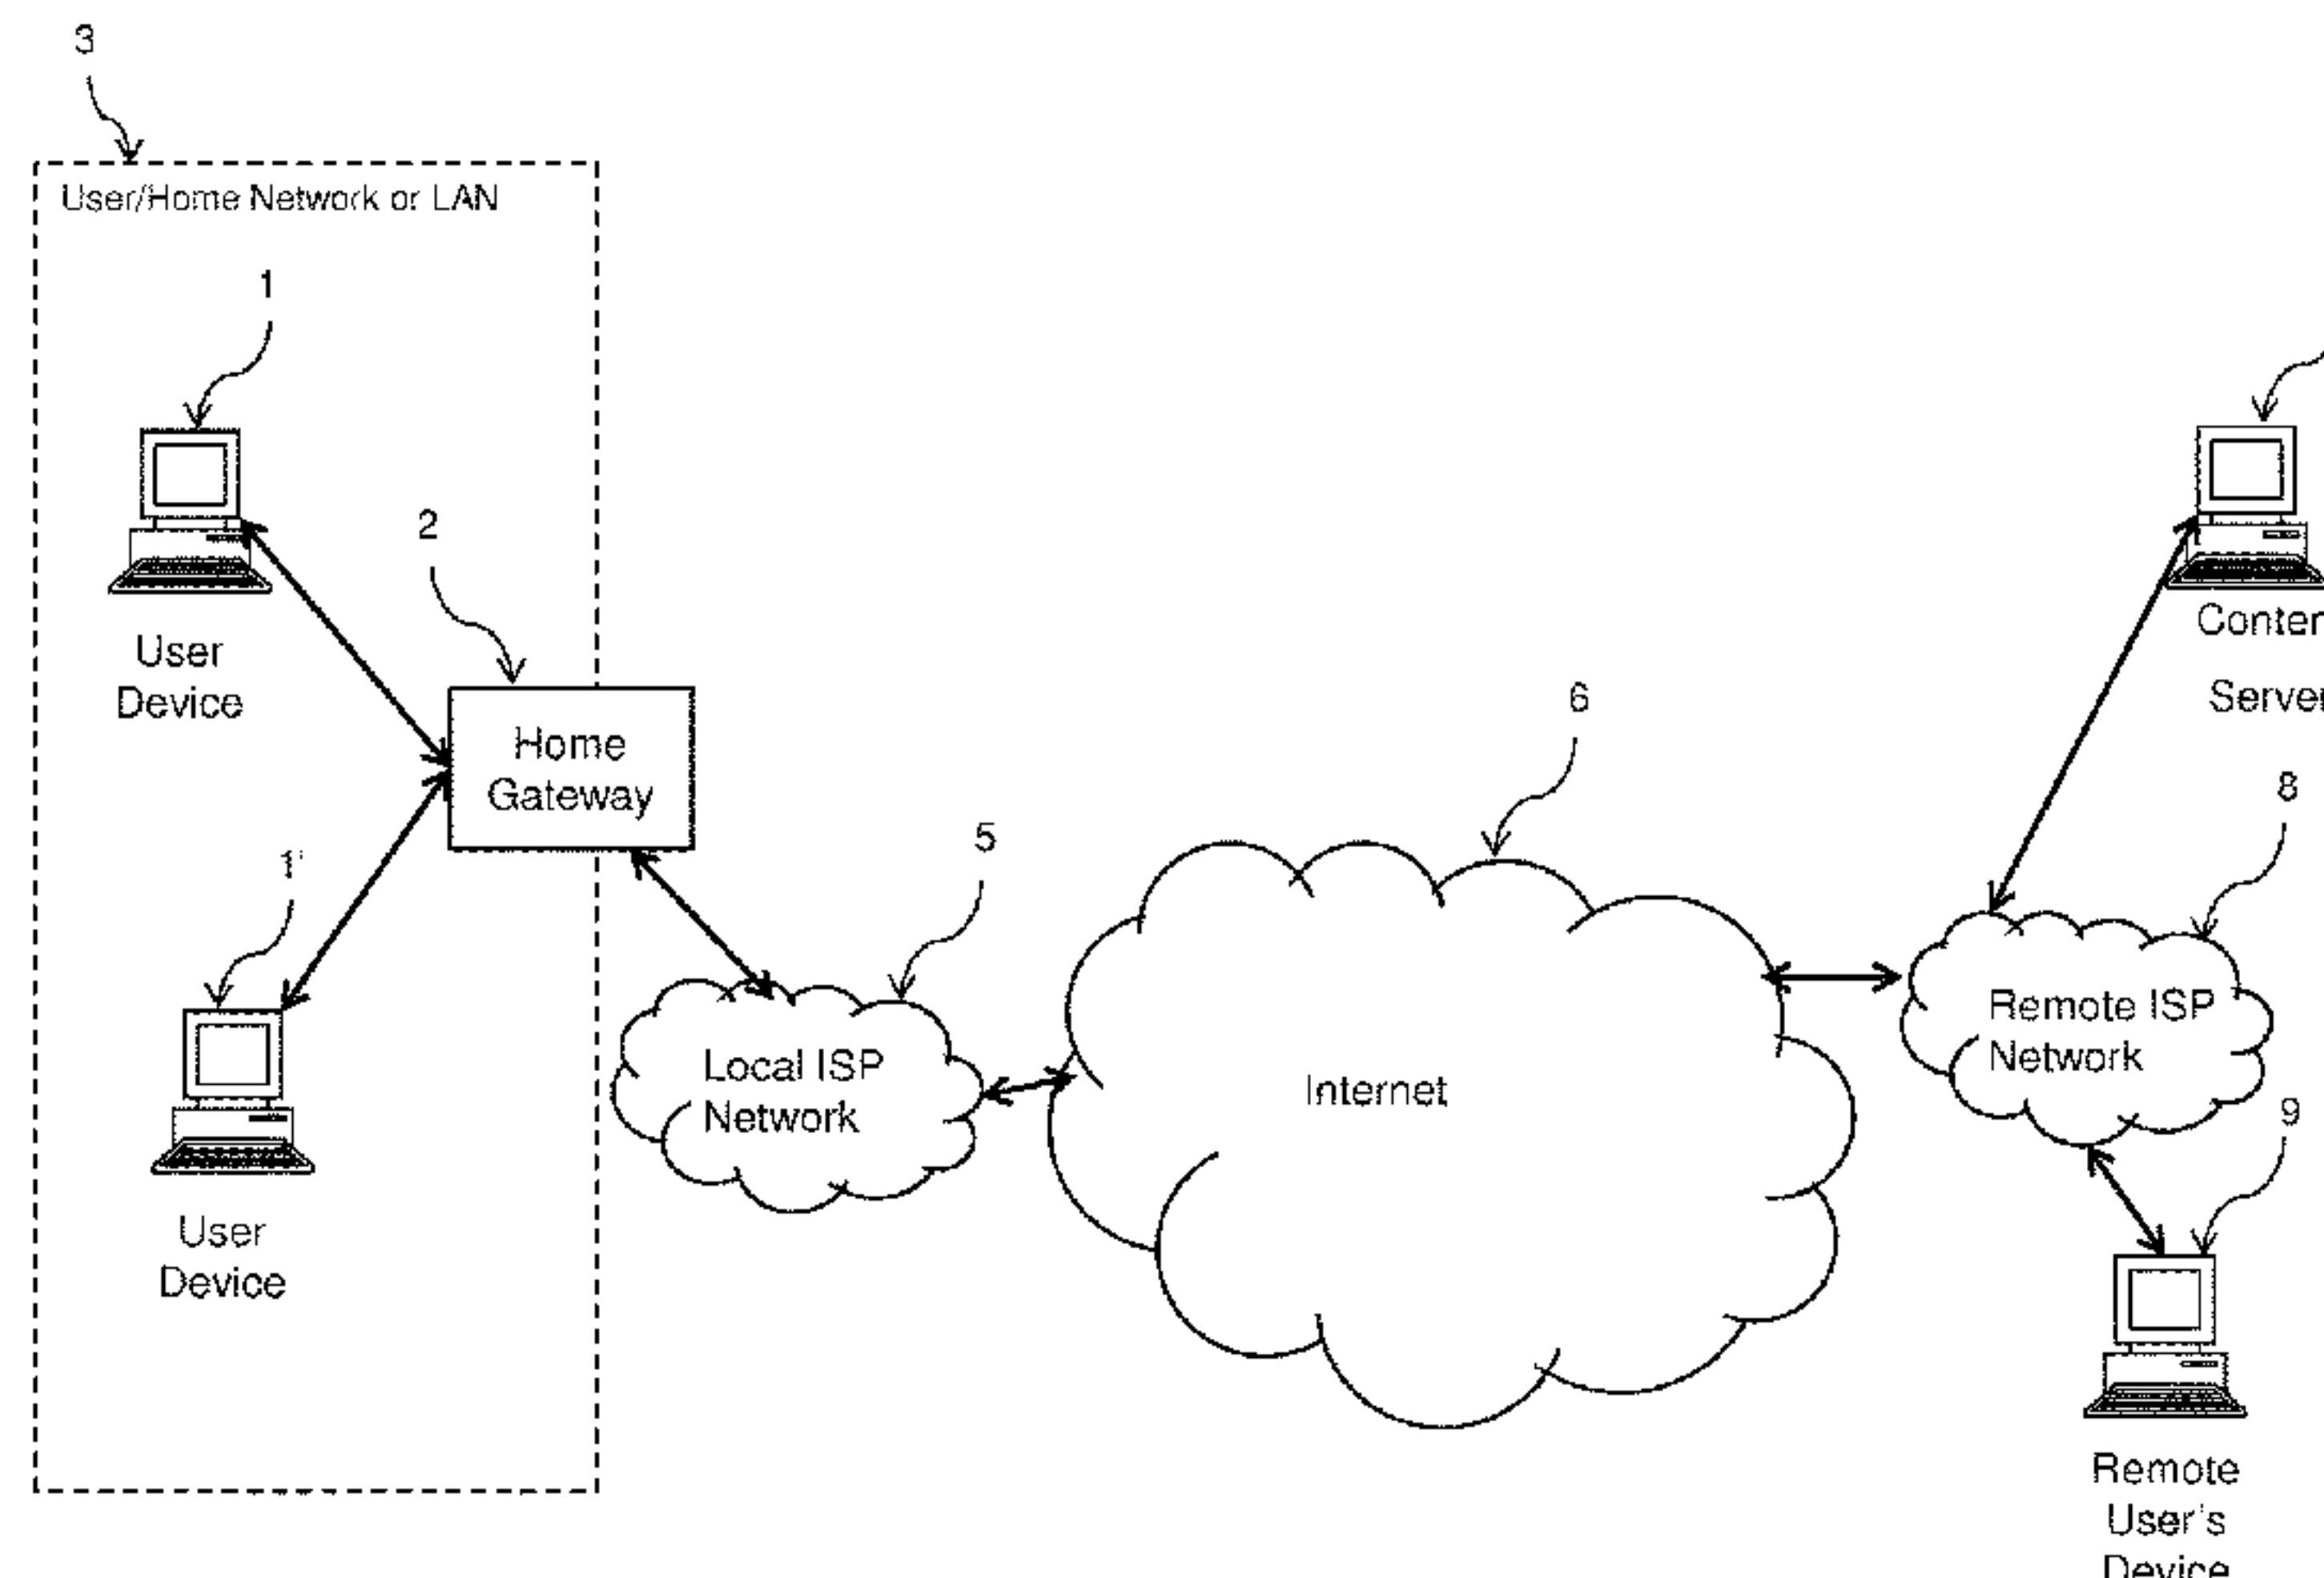 3
User/Home Network or LAN
1
User
Device
2
Home
Gateway
1'
User
Device
5
Local ISP
Network
6
Internet
Server
8
Remote ISP
Network
9
Remote
User's
Device